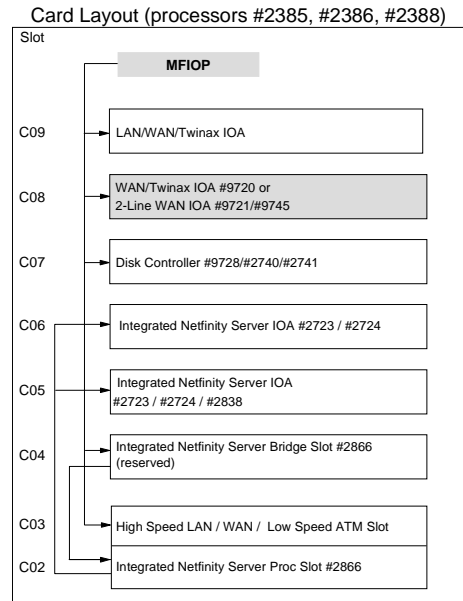 Card Layout (processors #2385, #2386, #2388)
Slot
MFIOP
C09
LAN/WAN/Twinax IOA
C08
WAN/Twinax IOA #9720 or
2-Line WAN IOA #9721/#9745
C07
Disk Controller #9728/#2740/#2741
C06
Integrated Netfinity Server IOA #2723 / #2724
C05
Integrated Netfinity Server IOA
#2723 / #2724 / #2838
C04
Integrated Netfinity Server Bridge Slot #2866
(reserved)
C03
High Speed LAN / WAN / Low Speed ATM Slot
C02
Integrated Netfinity Server Proc Slot #2866